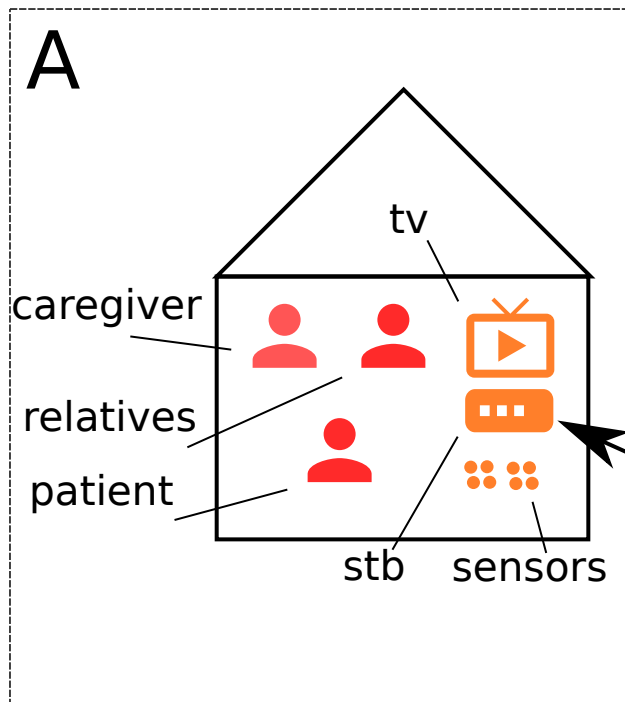 A
tv
caregiver
relatives
patient
stb
sensors